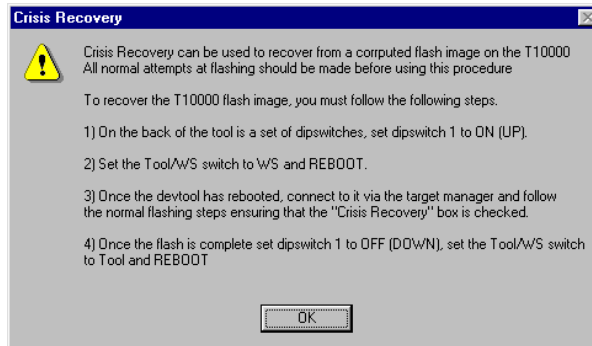 Crisis Recovery
Crisis Recovery can be used to recover from a corrputed flash image on the T10000
All normal attempts at flashing should be made before using this procedure
To recover the T10000 flash image, you must follow the following steps.
1) On the back of the tool is a set of dipswitches, set dipswitch 1 to ON (UP).
2) Set the Tool/WS switch to WS and REBOOT.
3) Once the devtool has rebooted, connect to it via the target manager and follow
the normal flashing steps ensuring that the "Crisis Recovery" box is checked.
4) Once the flash is complete set dipswitch 1 to OFF (DOWN), set the Tool/WS switch
to Tool and REBOOT
OK